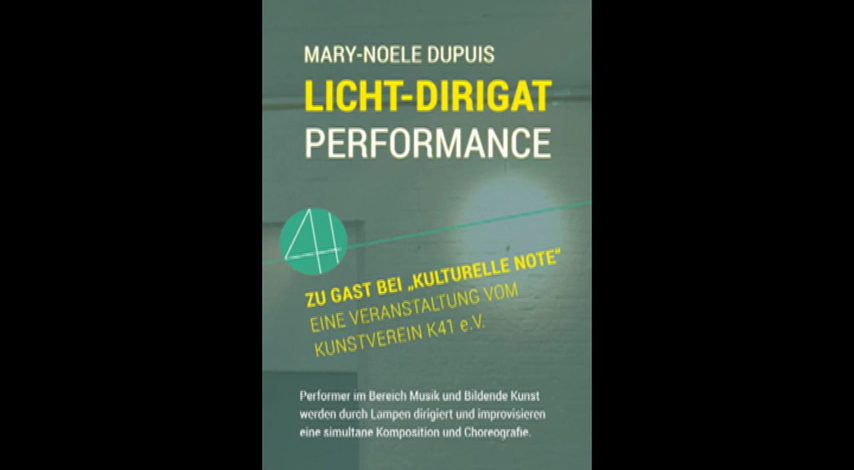 MARY-NOELE DUPUIS
LICHT-DIRIGAT
PERFORMANCE
41
ZU GAST BEI „KULTURELLE NOTE“
EINE VERANSTALTUNG VOM
KUNSTVEREIN K41 e.V.
Performer im Bereich Musik und Bildende Kunst
werden durch Lampen dirigiert und improvisieren
eine simultane Komposition und Choreografie.